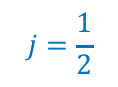 j = 1/2